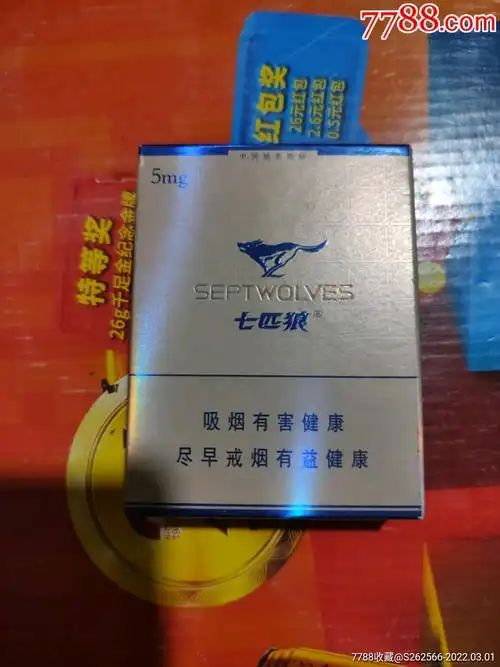 7788.com
红包奖
26元红包
2.6元红包
0.5元红包
特等奖
26g千足金纪念金牌
5mg
SEPTWOLVES
七匹狼
吸烟有害健康
尽早戒烟有益健康
7788收藏@S262566-2022.03.01